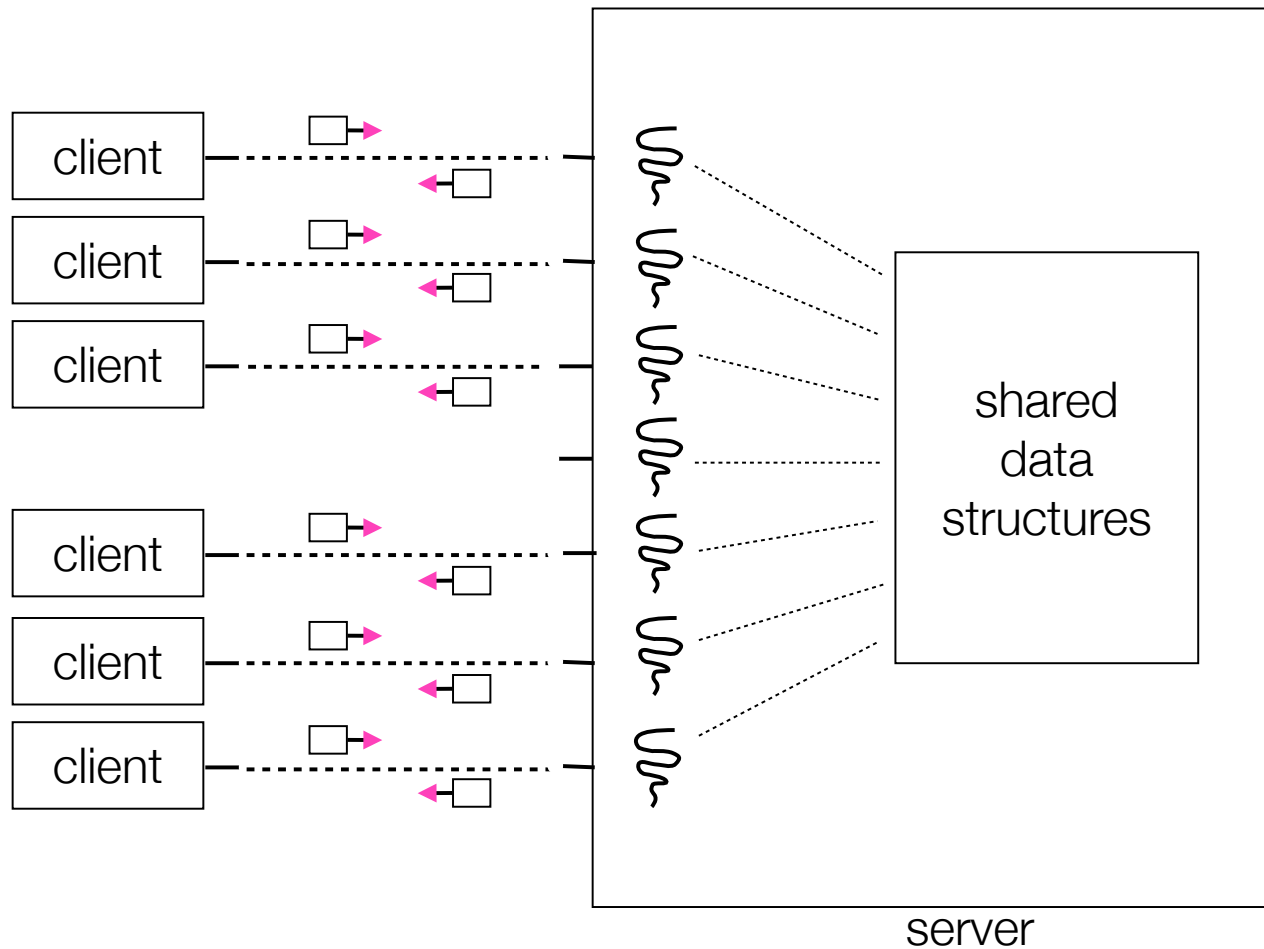 client
client
client
client
client
client
shared
data
structures
server